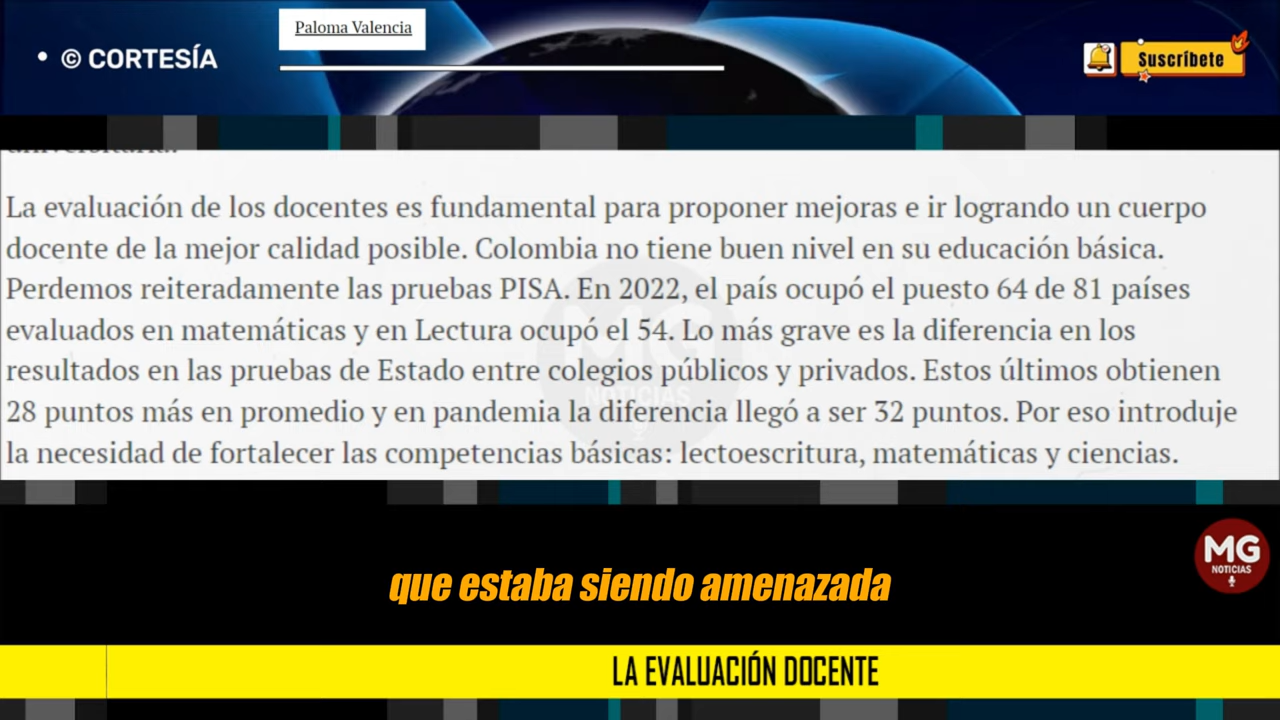 Paloma Valencia
• © CORTESÍA
Suscríbete
La evaluación de los docentes es fundamental para proponer mejoras e ir logrando un cuerpo
docente de la mejor calidad posible. Colombia no tiene buen nivel en su educación básica.
Perdemos reiteradamente las pruebas PISA. En 2022, el país ocupó el puesto 64 de 81 países
evaluados en matemáticas y en Lectura ocupó el 54. Lo más grave es la diferencia en los
resultados en las pruebas de Estado entre colegios públicos y privados. Estos últimos obtienen
28 puntos más en promedio y en pandemia la diferencia llegó a ser 32 puntos. Por eso introduje
la necesidad de fortalecer las competencias básicas: lectoescritura, matemáticas y ciencias.
MG
NOTICIAS
MG
NOTICIAS
que estaba siendo amenazada
LA EVALUACIÓN DOCENTE